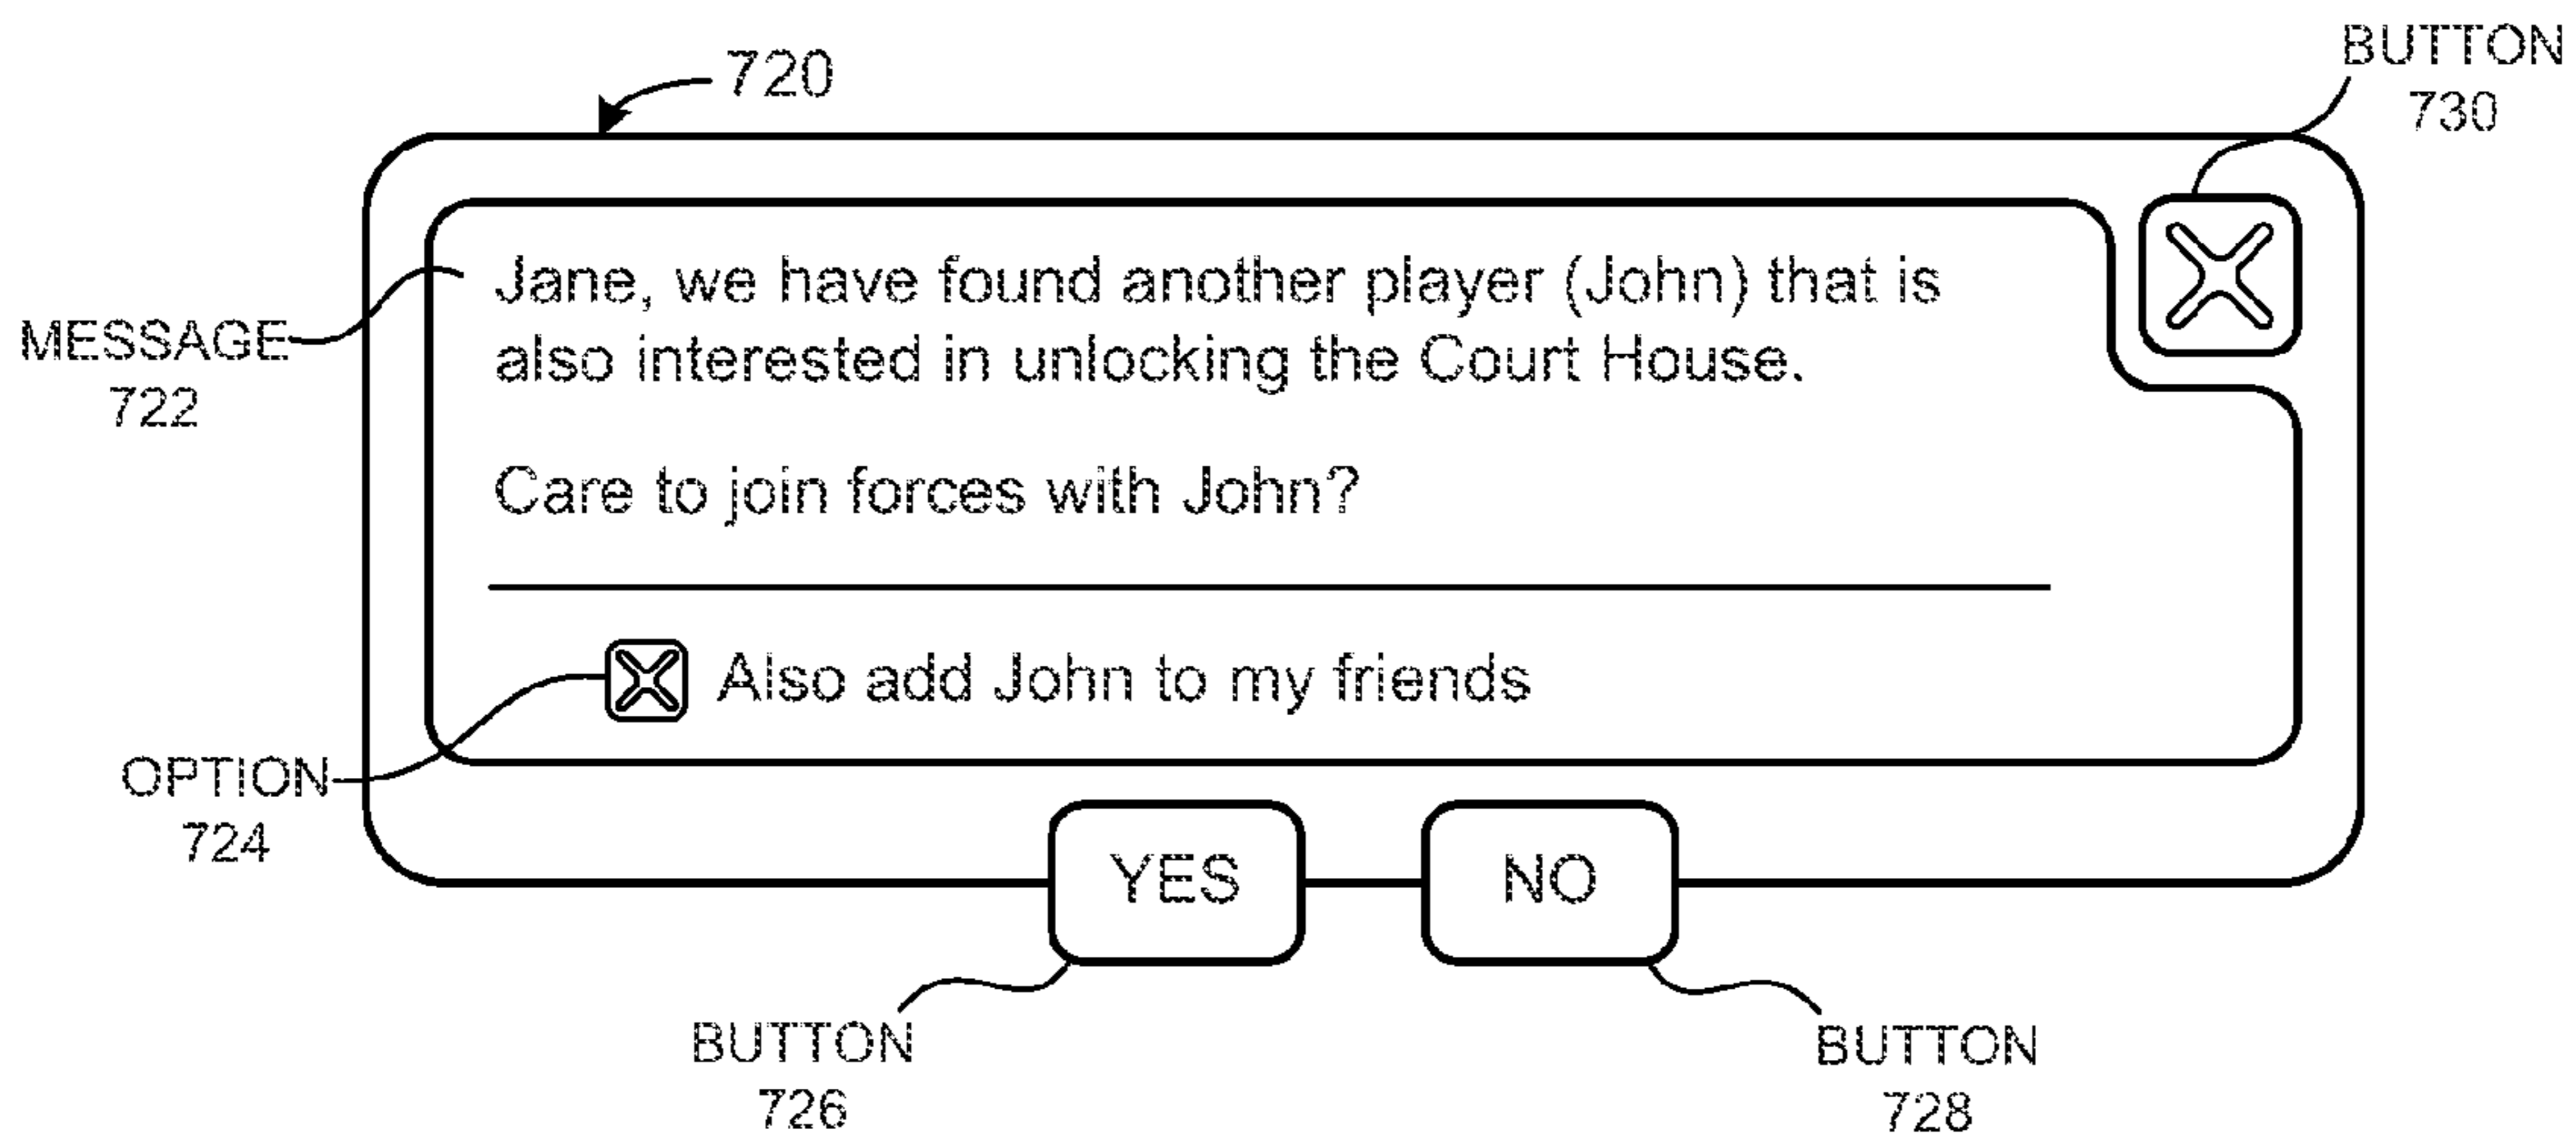 720
BUTTON
730
Jane, we have found another player (John) that is
also interested in unlocking the Court House.
MESSAGE
722
Care to join forces with John?
Also add John to my friends
OPTION
724
YES
NO
BUTTON
726
BUTTON
728